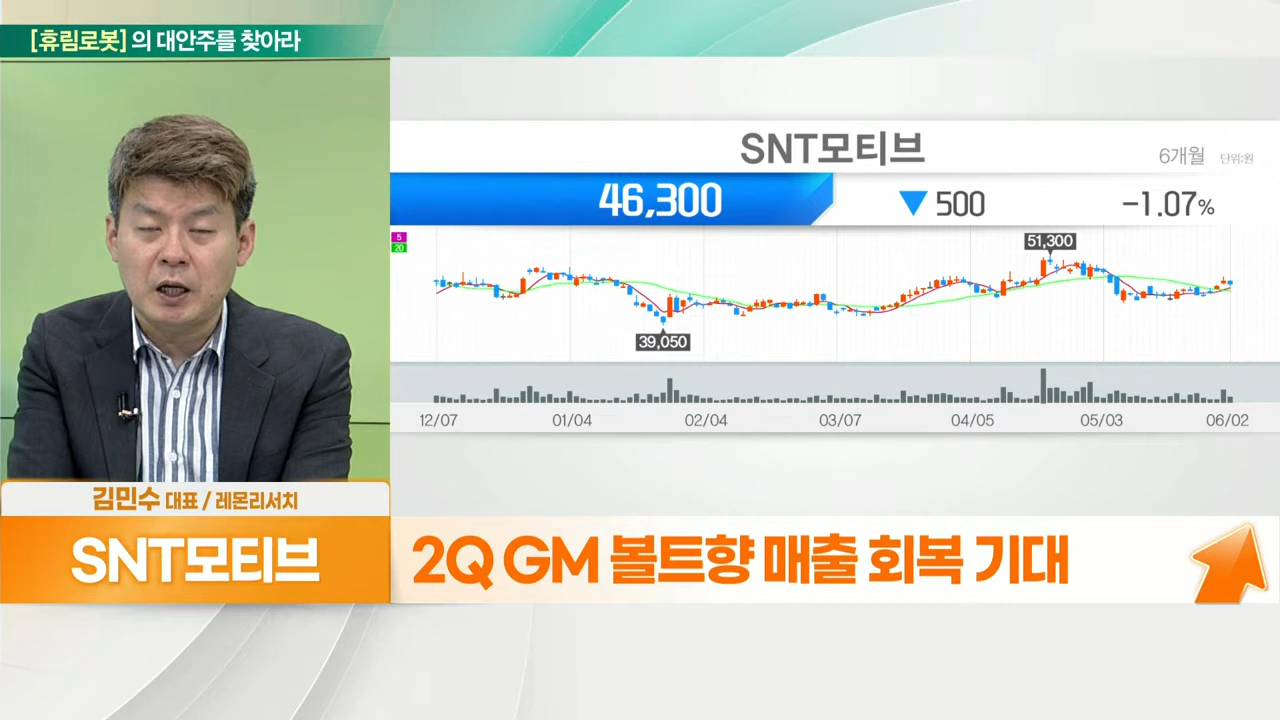 [휴림로봇]의 대안주를 찾아라
SNT모티브
6개월 단위:원
46,300 ▼ 500 -1.07%
5
20
51,300
39,050
12/07 01/04 02/04 03/07 04/05 05/03 06/02
김민수 대표 / 레몬리서치
SNT모티브
2Q GM 볼트향 매출 회복 기대